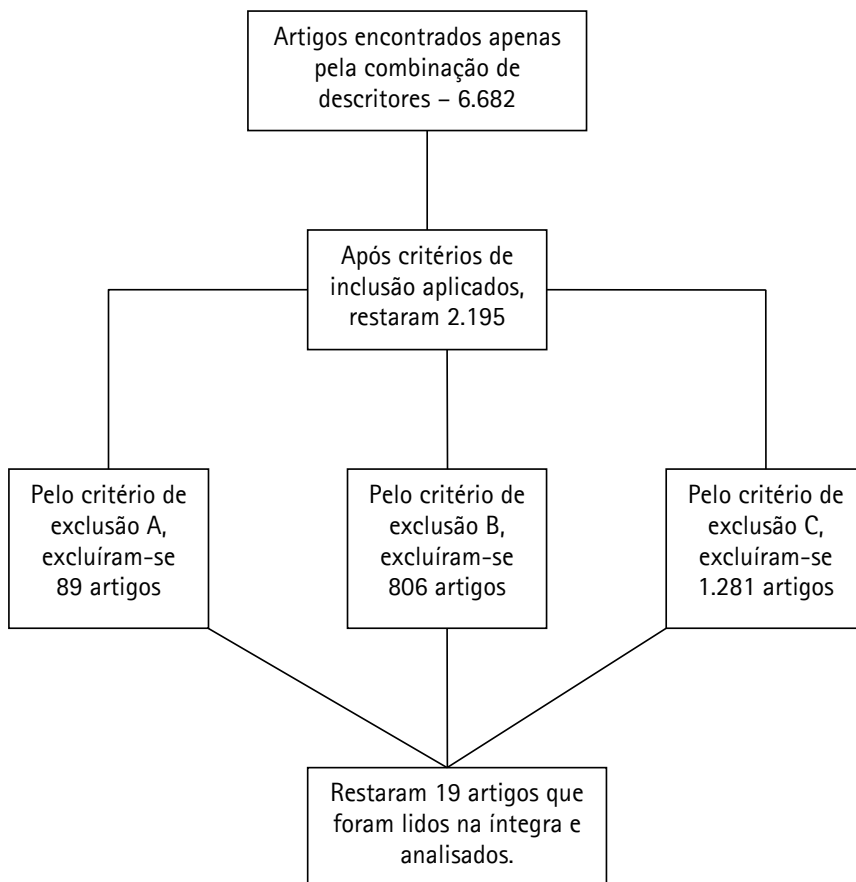 Artigos encontrados apenas
pela combinação de
descritores – 6.682
Após critérios de
inclusão aplicados,
restaram 2.195
Pelo critério de
exclusão A,
excluíram-se
89 artigos
Pelo critério de
exclusão B,
excluíram-se
806 artigos
Pelo critério de
exclusão C,
excluíram-se
1.281 artigos
Restaram 19 artigos que
foram lidos na íntegra e
analisados.